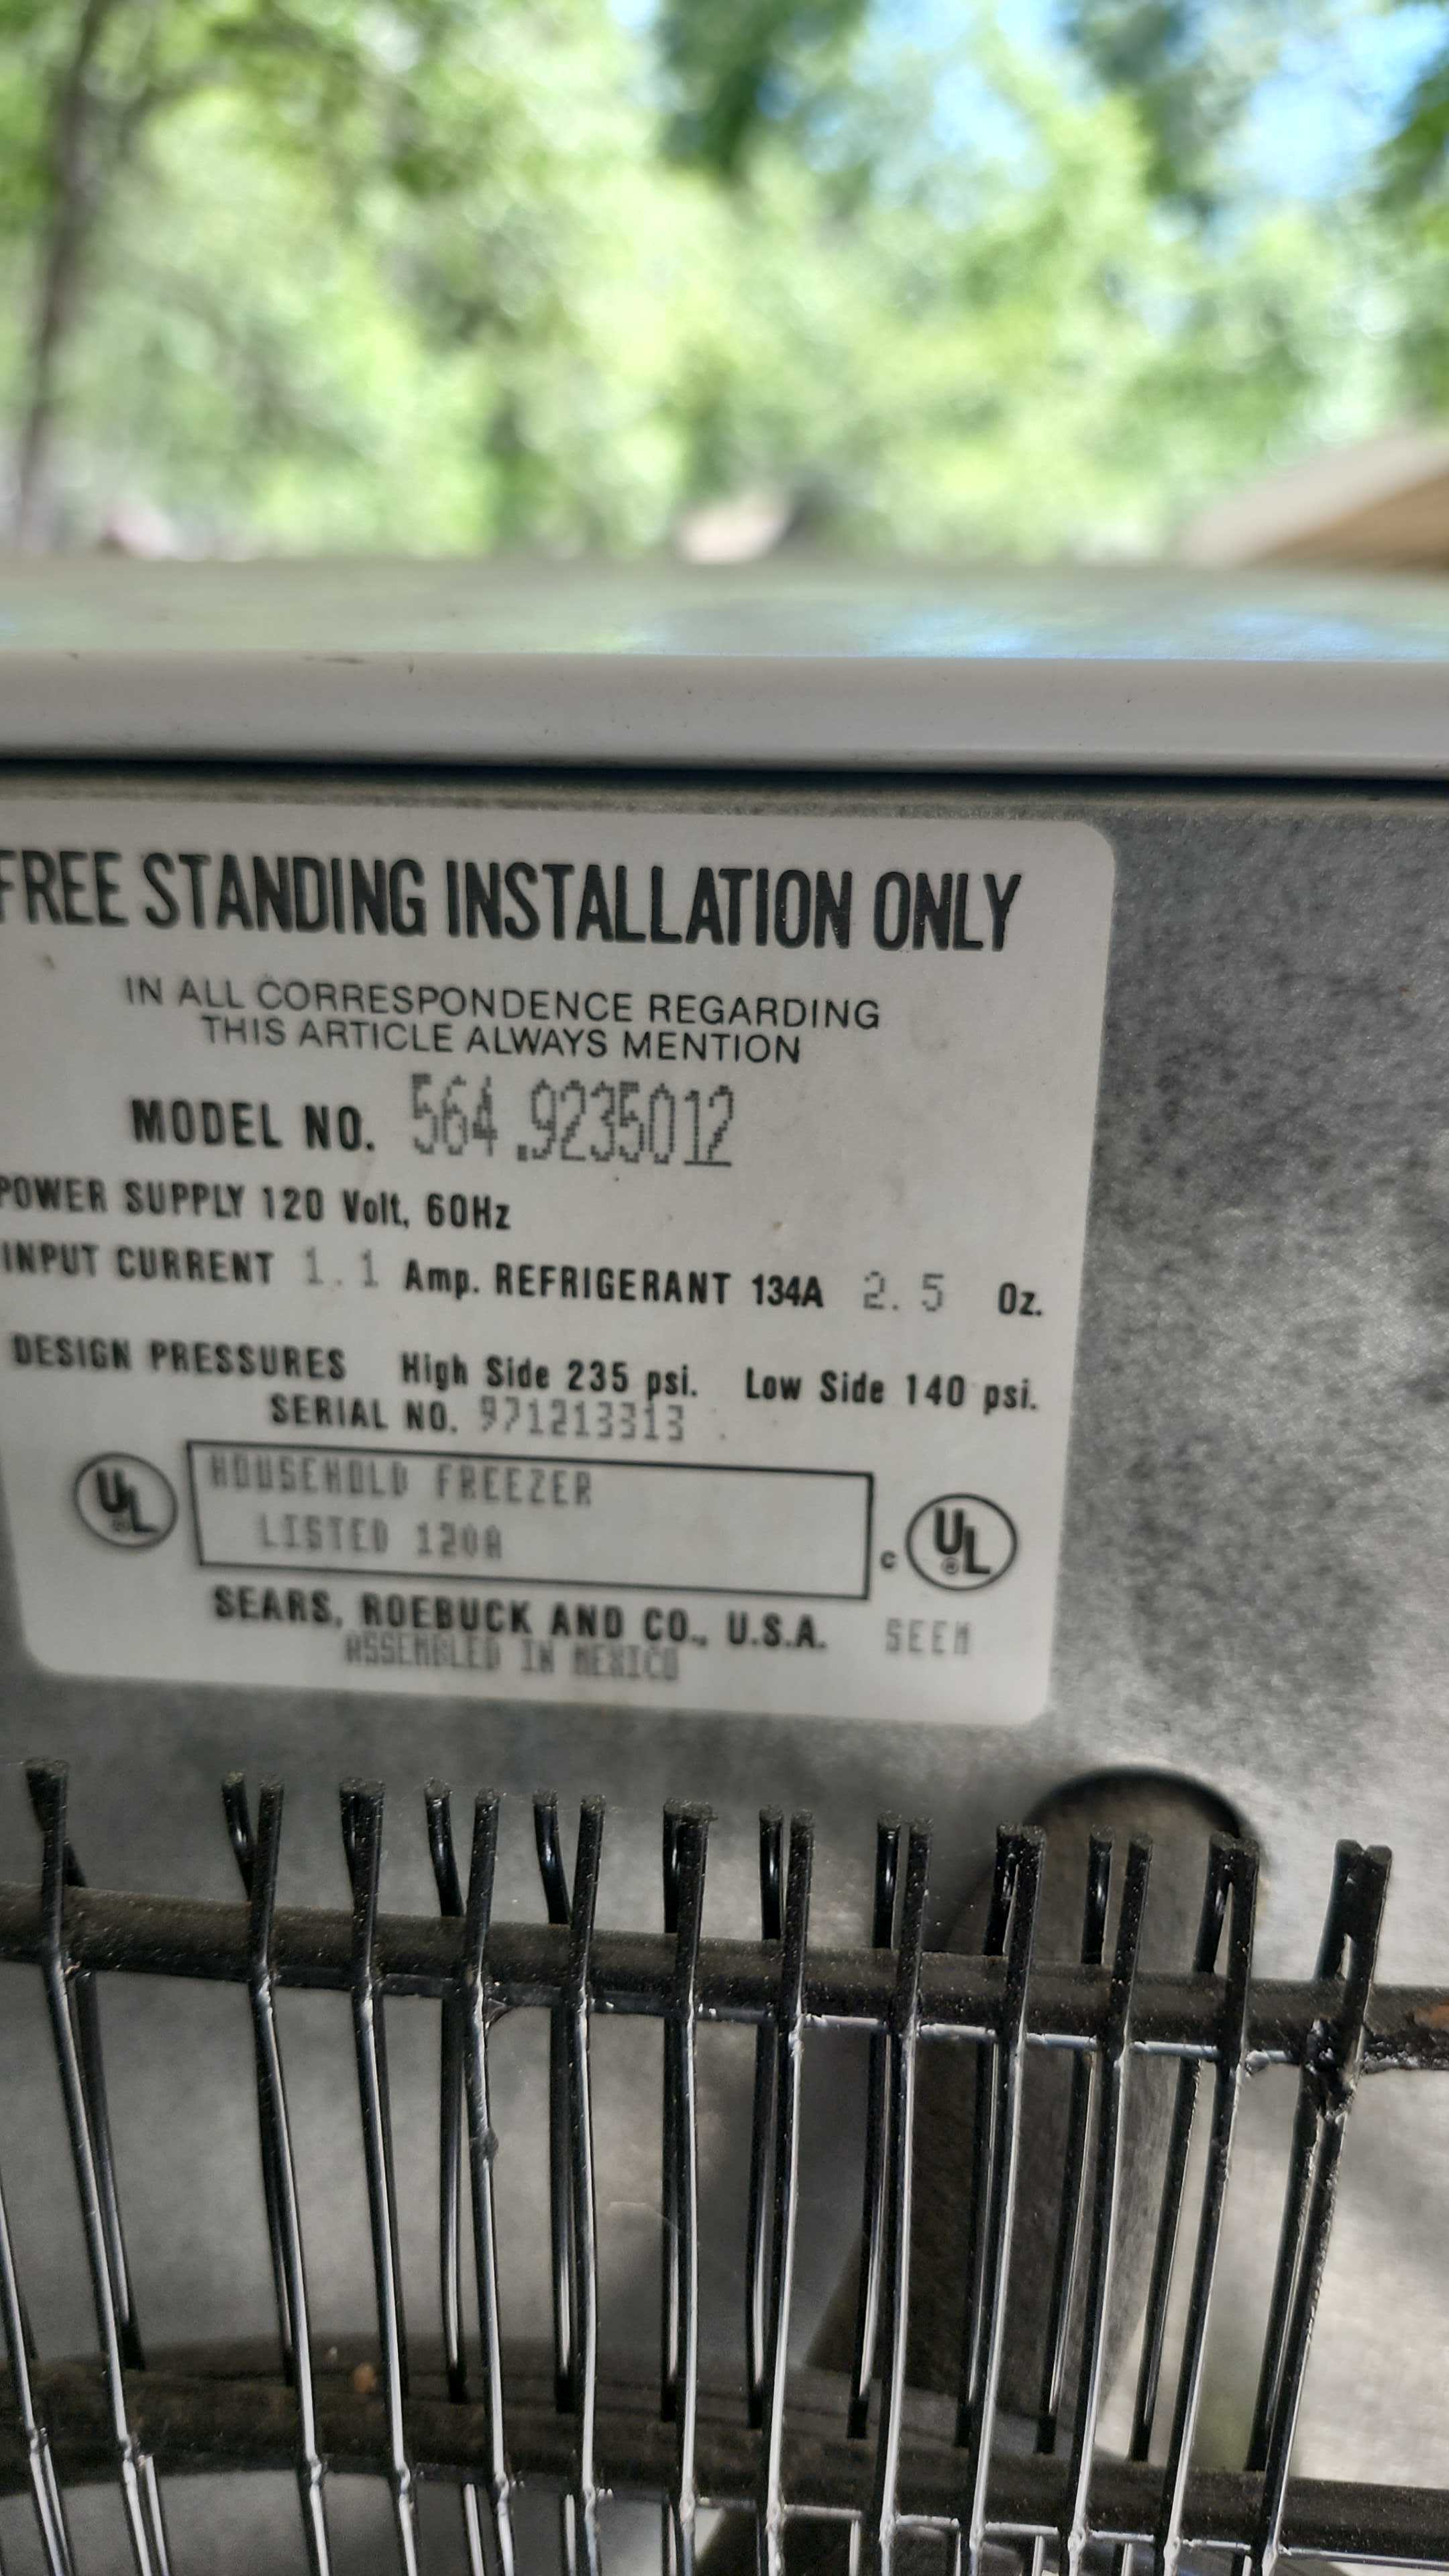 FREE STANDING INSTALLATION ONLY
IN ALL CORRESPONDENCE REGARDING
THIS ARTICLE ALWAYS MENTION
MODEL NO. 564.9235012
POWER SUPPLY 120 Volt, 60Hz
INPUT CURRENT 1.1 Amp. REFRIGERANT 134A 2.5 Oz.
DESIGN PRESSURES High Side 235 psi. Low Side 140 psi.
SERIAL NO. 971213313
UL ® HOUSEHOLD FREEZER
LISTED 120A
c UL ®
SEARS, ROEBUCK AND CO., U.S.A. SEEM
ASSEMBLED IN MEXICO